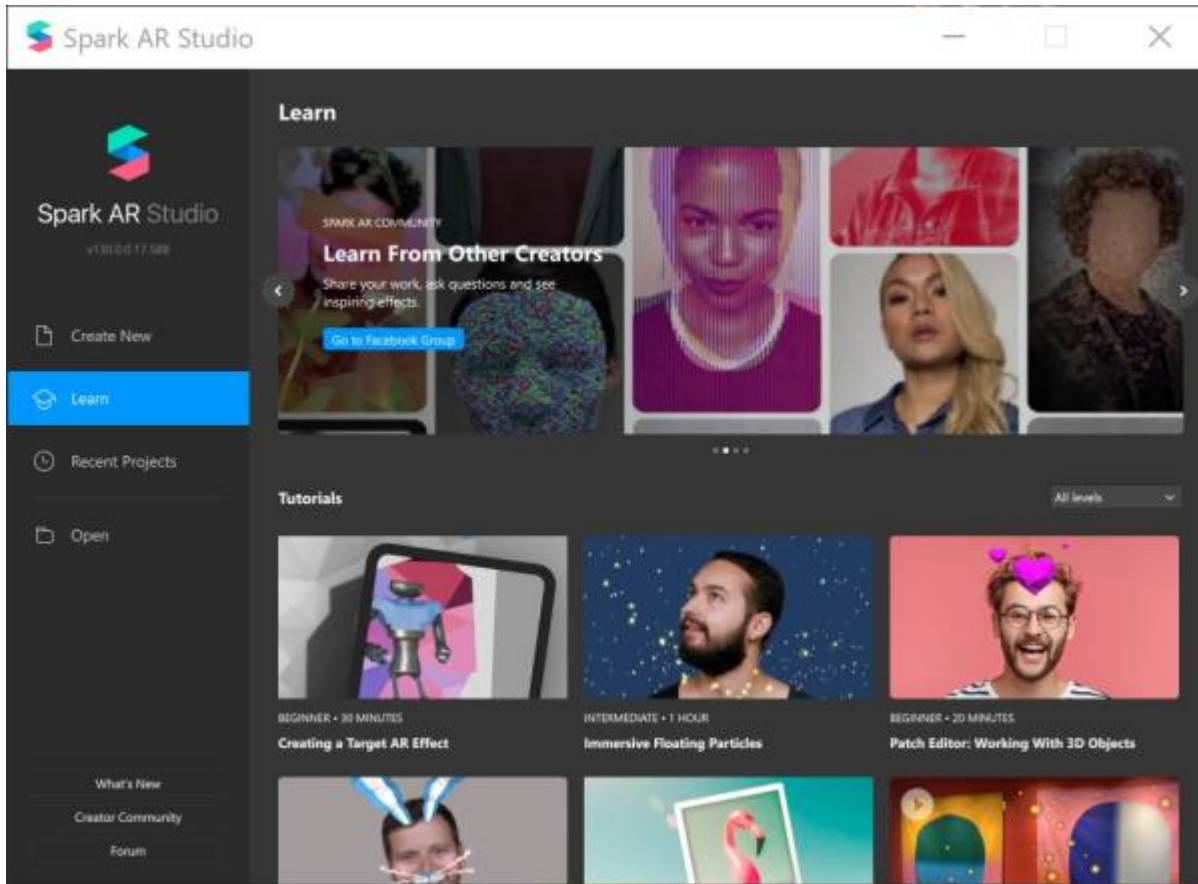 Spark AR Studio
Spark AR Studio
Create New
Learn
Recent Projects
Open
What's New
Creator Community
Forum
Learn
SPARK AR COMMUNITY
Learn From Other Creators
Share your work, ask questions and see
inspiring effects.
Go to Facebook Group
Tutorials
All levels
BEGINNER • 30 MINUTES
Creating a Target AR Effect
INTERMEDIATE • 1 HOUR
Immersive Floating Particles
BEGINNER • 20 MINUTES
Patch Editor: Working With 3D Objects